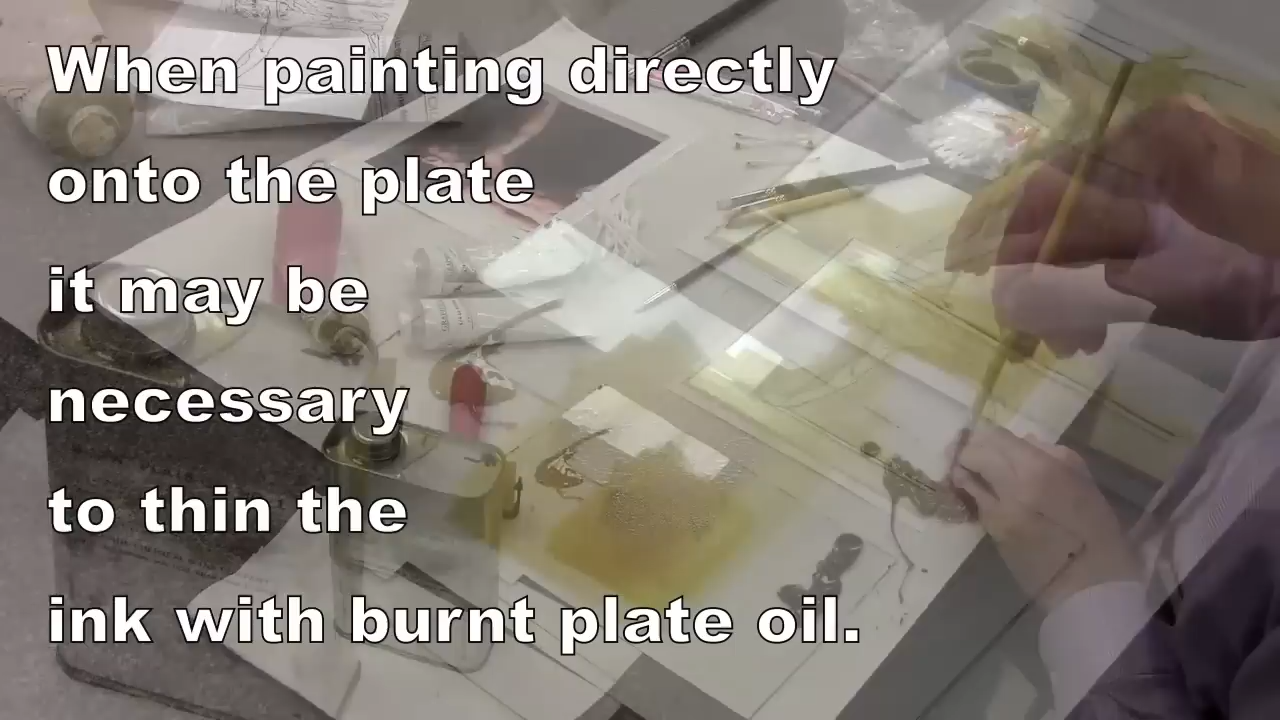 When painting directly
onto the plate
it may be
necessary
to thin the
ink with burnt plate oil.